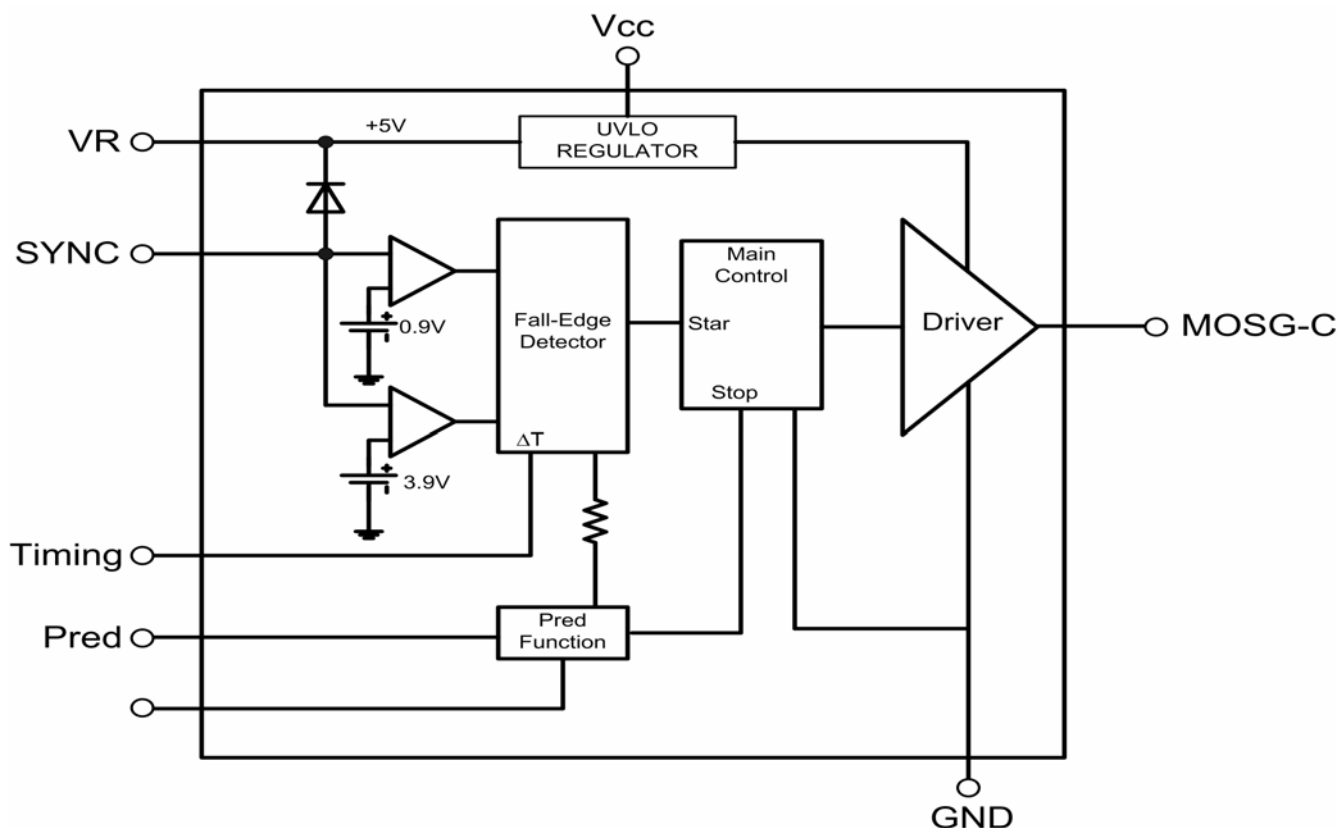 Vcc
VR
+5V
UVLO
REGULATOR
SYNC
0.9V
Fall-Edge
Detector
Main
Control
Star
Stop
Driver
MOSG-C
3.9V
ΔT
Timing
Pred
Pred
Function
GND